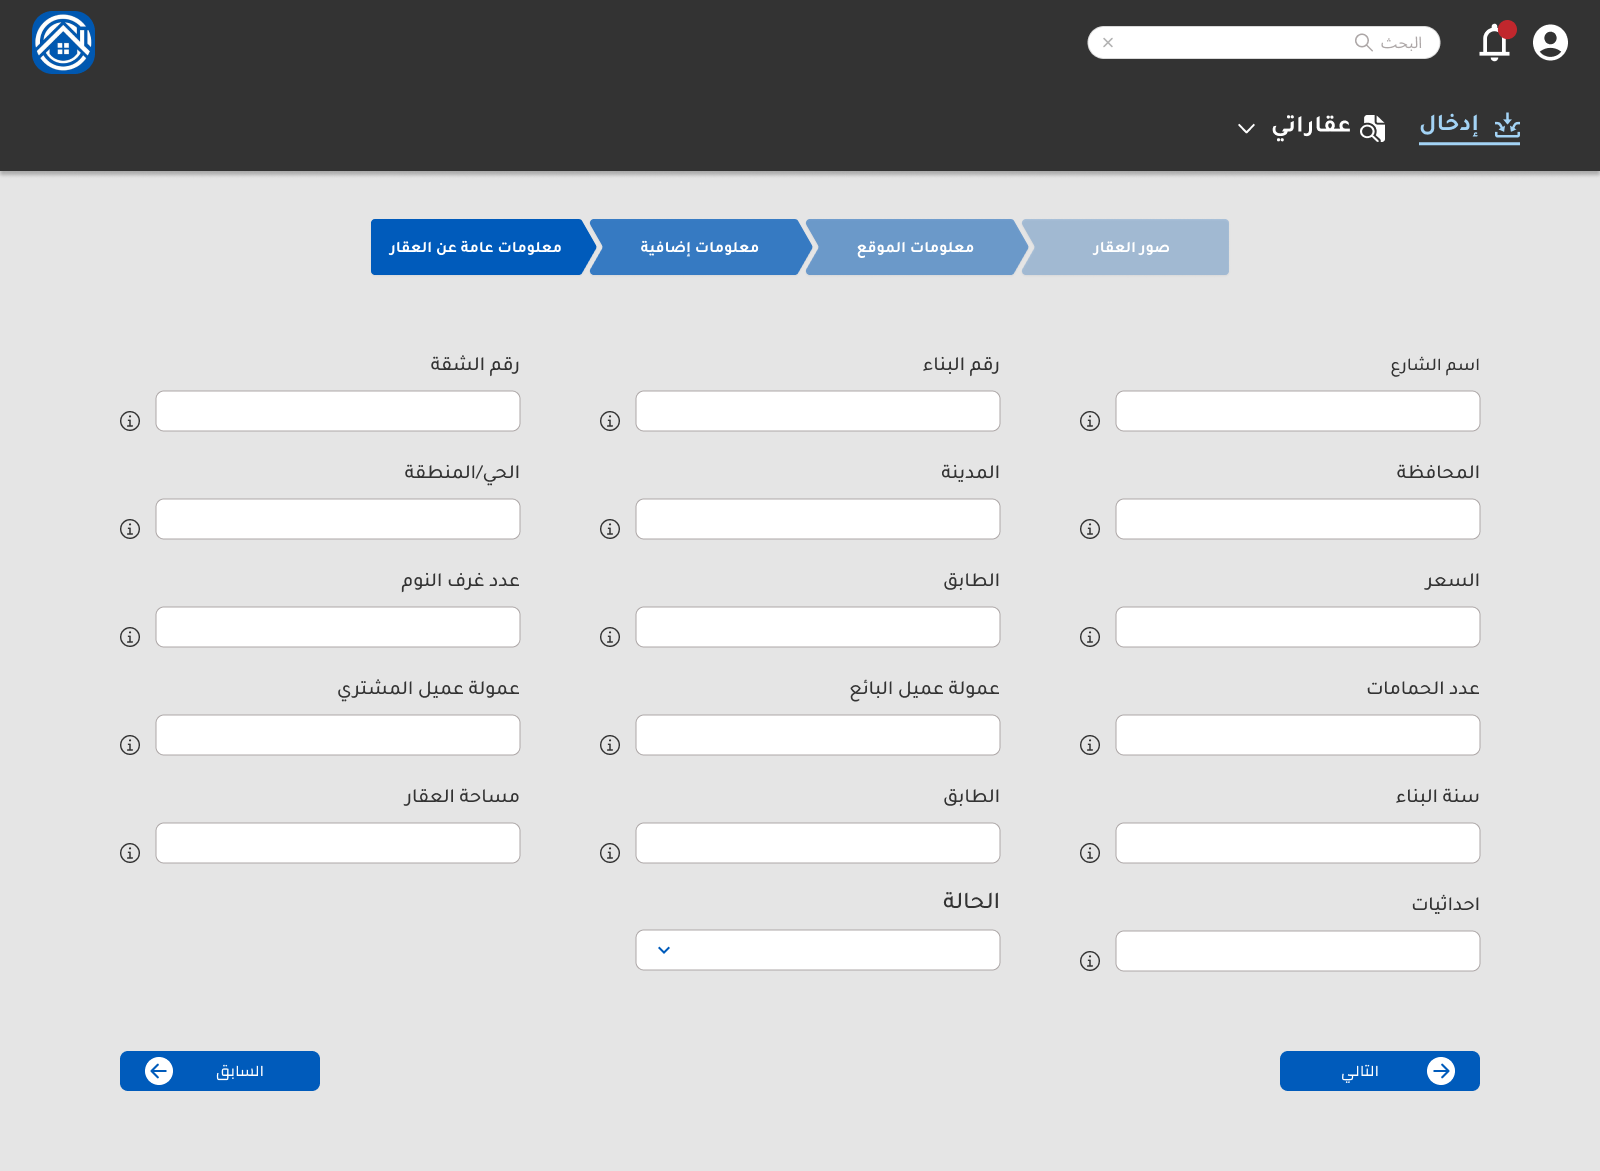 البحث
إدخال
عقاراتي
صور العقار
معلومات الموقع
معلومات إضافية
معلومات عامة عن العقار
اسم الشارع
رقم البناء
رقم الشقة
المحافظة
المدينة
الحي/المنطقة
السعر
الطابق
عدد غرف النوم
عدد الحمامات
عمولة عميل البائع
عمولة عميل المشتري
سنة البناء
الطابق
مساحة العقار
احداثيات
الحالة
التالي
السابق